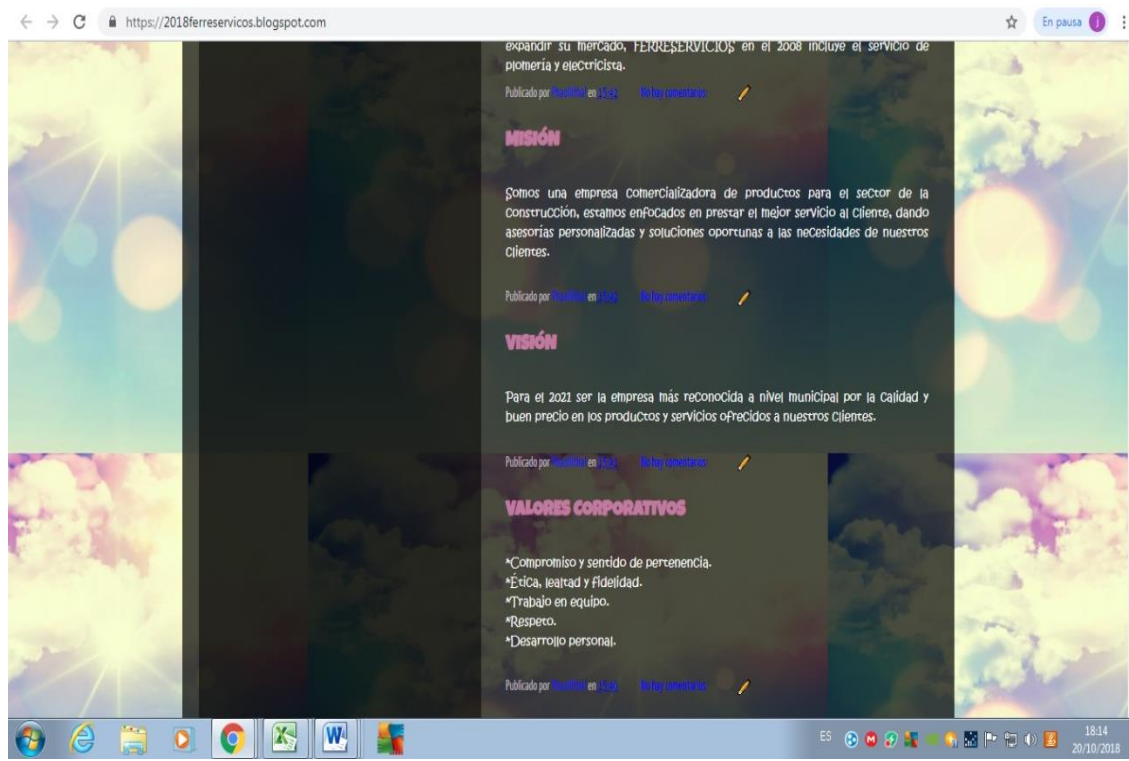 https://2018ferreservicos.blogspot.com
En pausa
j
expandir su mercado, FERRESERVICIOS en el 2008 incluye el servicio de
plomería y electricista.
Publicado por en 15:42 No hay comentarios:
MISIÓN
Somos una empresa comercializadora de productos para el sector de la
construcción, estamos enfocados en prestar el mejor servicio al cliente, dando
asesorías personalizadas y soluciones oportunas a las necesidades de nuestros
clientes.
Publicado por en No hay comentarios:
VISIÓN
Para el 2021 ser la empresa más reconocida a nivel municipal por la calidad y
buen precio en los productos y servicios ofrecidos a nuestros clientes.
Publicado por en No hay comentarios:
VALORES CORPORATIVOS
*Compromiso y sentido de pertenencia.
*Ética, lealtad y fidelidad.
*Trabajo en equipo.
*Respeto.
*Desarrollo personal.
Publicado por en No hay comentarios:
ES
18:14
20/10/2018